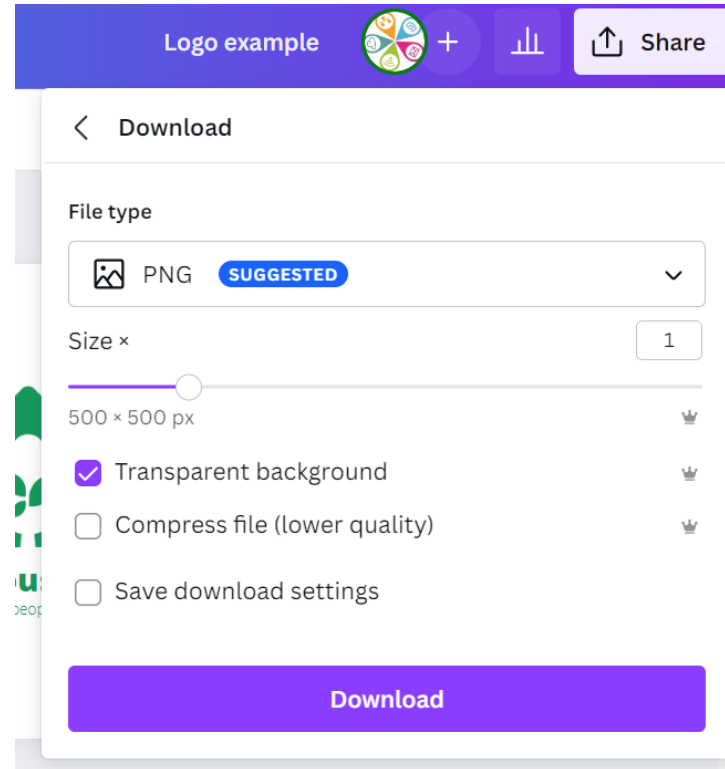 Logo example
+
Share
Download
File type
PNG SUGGESTED
Size × 1
500 × 500 px
Transparent background
Compress file (lower quality)
Save download settings
Download